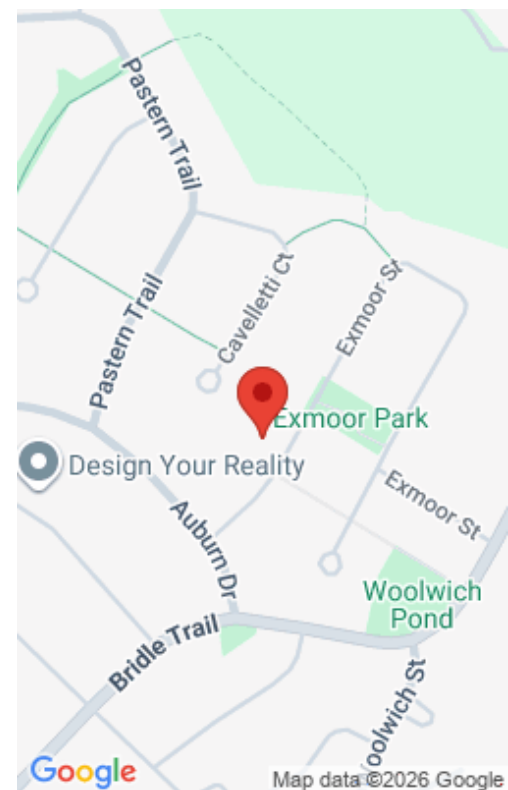 Pastern Trail
Exmoor St
Cavelletti Ct
Pastern Trail
Exmoor Park
Design Your Reality
Exmoor St
Auburn Dr
Woolwich
Pond
Bridle Trail
Woolwich St
Google
Map data ©2026 Google